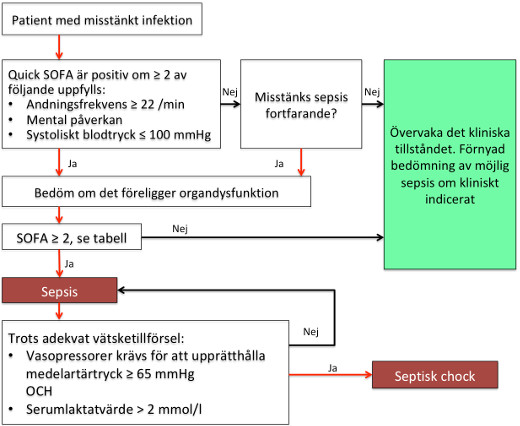 Patient med misstänkt infektion
Quick SOFA är positiv om ≥ 2 av
följande uppfylls:
• Andningsfrekvens ≥ 22 /min
• Mental påverkan
• Systoliskt blodtryck ≤ 100 mmHg
Nej
Misstänks sepsis
fortfarande?
Nej
Övervaka det kliniska
tillståndet. Förnyad
bedömning av möjlig
sepsis om kliniskt
indicerat
Ja
Ja
Bedöm om det föreligger organdysfunktion
SOFA ≥ 2, se tabell
Nej
Ja
Sepsis
Nej
Trots adekvat vätsketillförsel:
• Vasopressorer krävs för att upprätthålla
medelartärtryck ≥ 65 mmHg
OCH
• Serumlaktatvärde > 2 mmol/l
Ja
Septisk chock